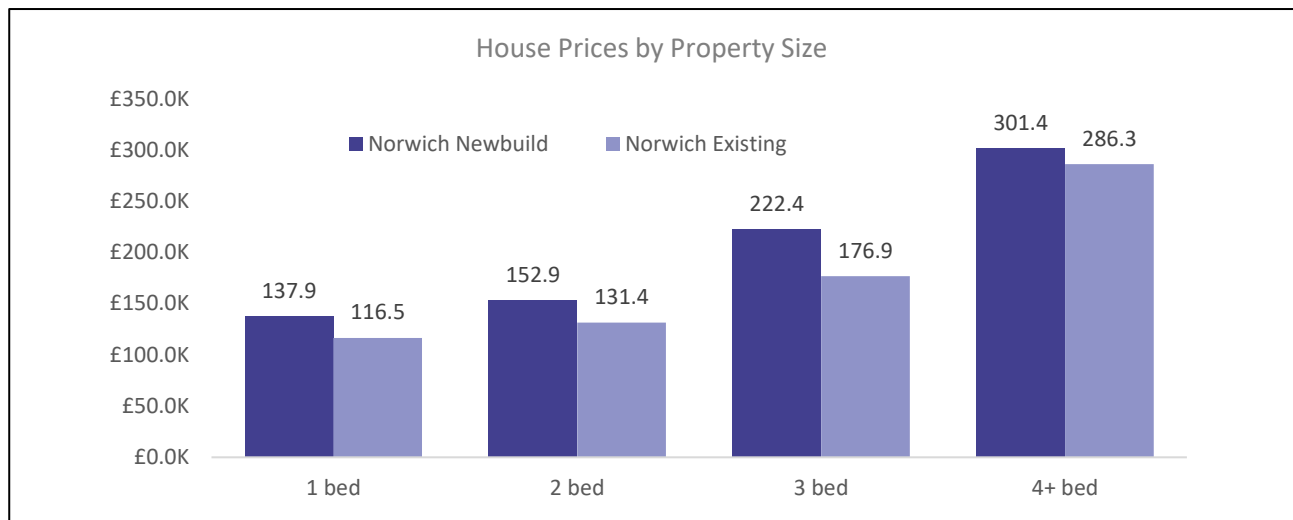 House Prices by Property Size
£350.0K
£300.0K
£250.0K
£200.0K
£150.0K
£100.0K
£50.0K
£0.0K
Norwich Newbuild Norwich Existing
137.9 116.5 152.9 131.4 222.4 176.9 301.4 286.3
1 bed 2 bed 3 bed 4+ bed